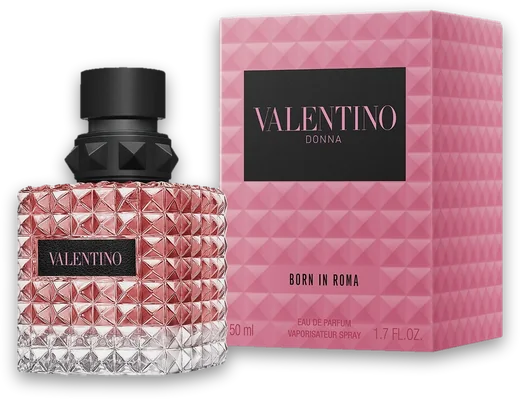 VALENTINO
VALENTINO
DONNA
BORN IN ROMA
EAU DE PARFUM
50 ml VAPORISATEUR SPRAY 1.7 FL.OZ.